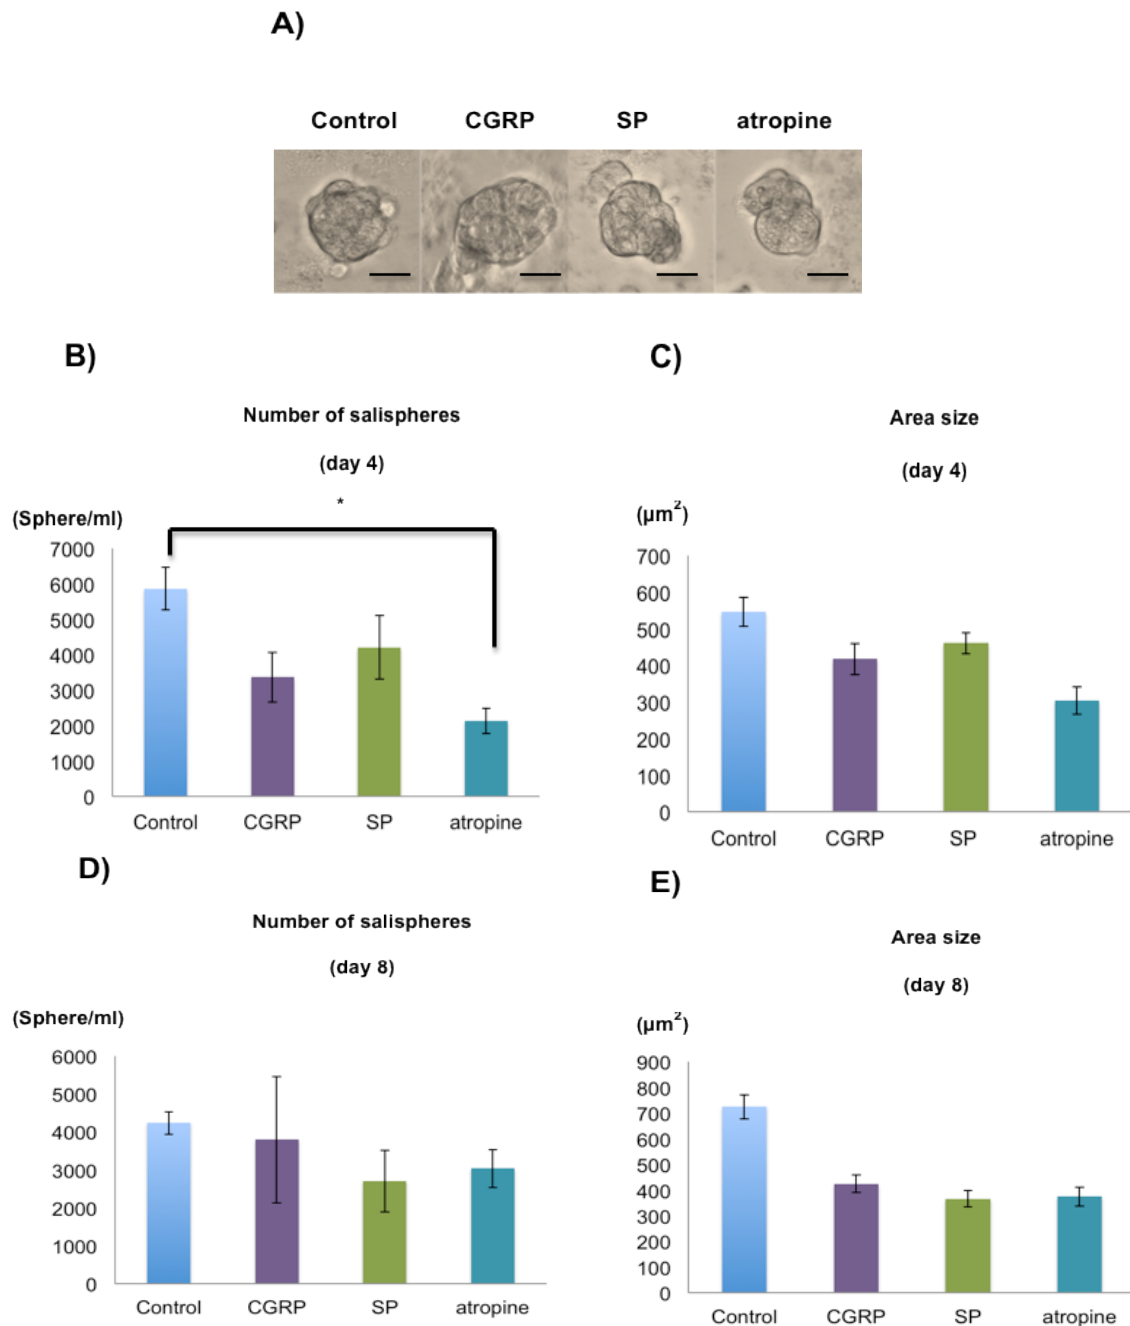 A)
Control CGRP SP atropine
B)
Number of salispheres
(day 4)
*
(Sphere/ml)
7000
6000
5000
4000
3000
2000
1000
0
Control CGRP SP atropine
C)
Area size
(day 4)
(µm²)
700
600
500
400
300
200
100
0
Control CGRP SP atropine
D)
Number of salispheres
(day 8)
(Sphere/ml)
6000
5000
4000
3000
2000
1000
0
Control CGRP SP atropine
E)
Area size
(day 8)
(µm²)
900
800
700
600
500
400
300
200
100
0
Control CGRP SP atropine